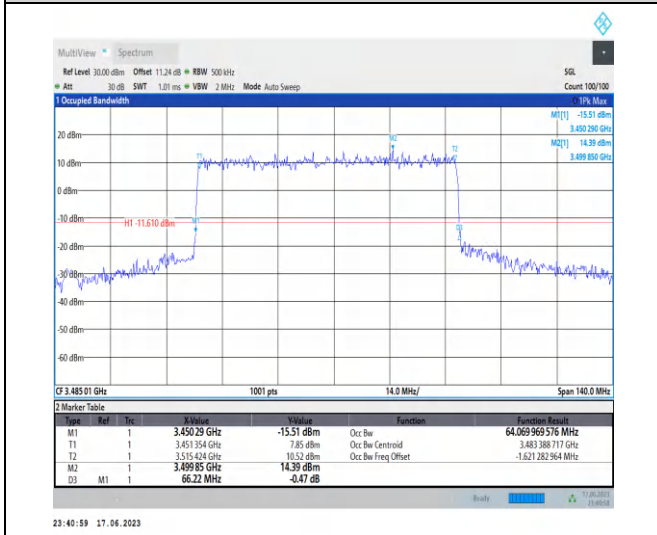 MultiView Spectrum
Ref Level 30.00 dBm Offset 11.24 dB RBW 500 kHz SGL
Att 30 dB SWT 1.01 ms VBW 2 MHz Mode Auto Sweep Count 100/100
1 Occupied Bandwidth 1Pk Max
M1[1] -15.51 dBm
3.450 290 GHz
M2[1] 14.39 dBm
3.499 850 GHz
20 dBm
M2
T1 T2
10 dBm
0 dBm
-10 dBm
H1 -11.610 dBm M1
D3
-20 dBm
-30 dBm
-40 dBm
-50 dBm
-60 dBm
CF 3.485 01 GHz 1001 pts 14.0 MHz/ Span 140.0 MHz
2 Marker Table
Type Ref Trc X-Value Y-Value Function Function Result
M1 1 3.450 29 GHz -15.51 dBm Occ Bw 64.069 969 576 MHz
T1 1 3.451 354 GHz 7.85 dBm Occ Bw Centroid 3.483 388 717 GHz
T2 1 3.515 424 GHz 10.52 dBm Occ Bw Freq Offset -1.621 282 964 MHz
M2 1 3.499 85 GHz 14.39 dBm
D3 M1 1 66.22 MHz -0.47 dB
Ready 17.06.2023
23:40:58
23:40:59 17.06.2023